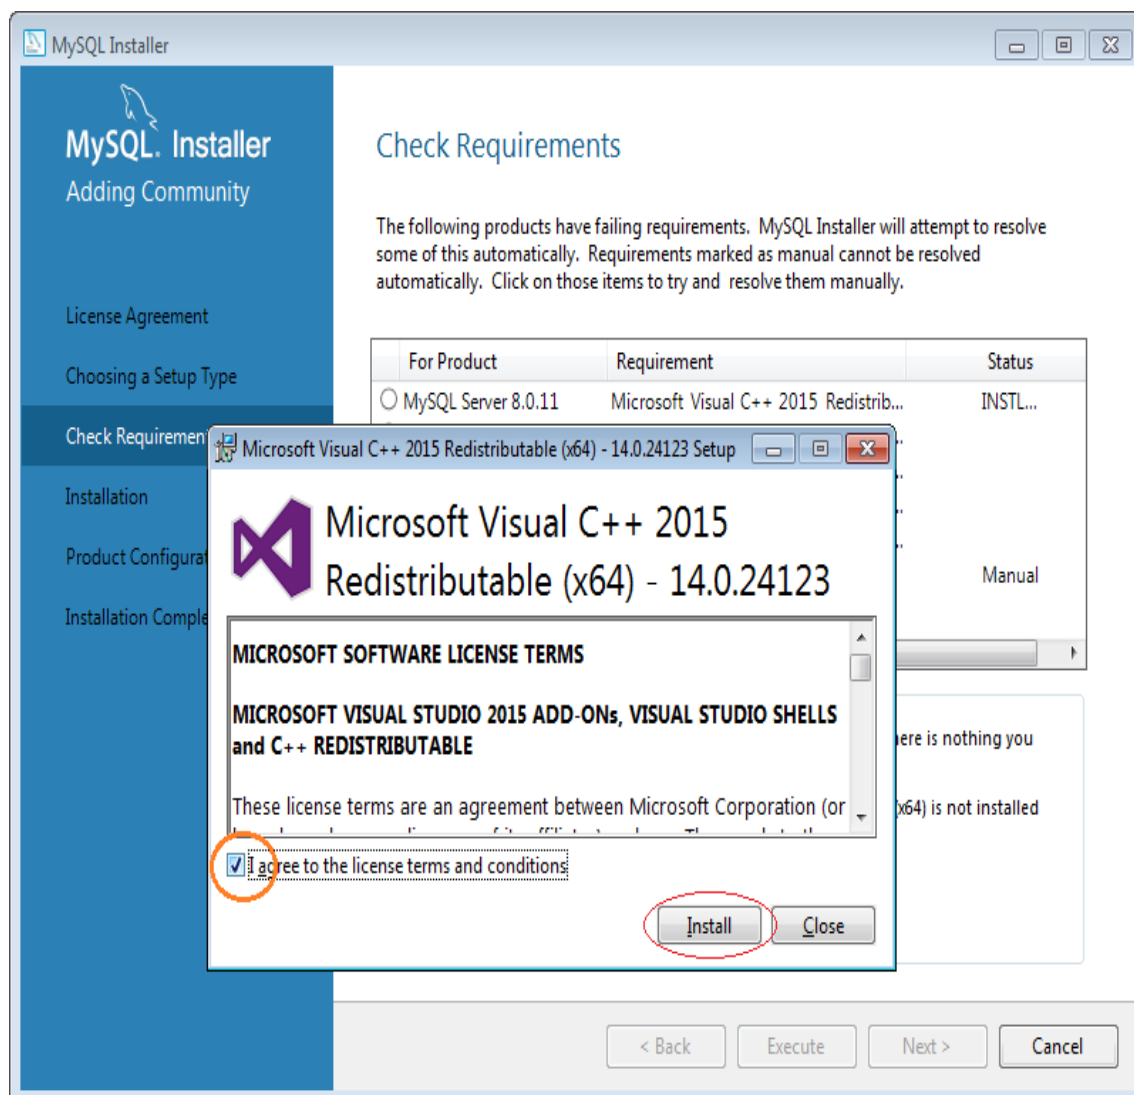 MySQL Installer
MySQL. Installer
Adding Community
License Agreement
Choosing a Setup Type
Check Requiremen
Installation
Product Configurat
Installation Comple
Check Requirements
The following products have failing requirements. MySQL Installer will attempt to resolve
some of this automatically. Requirements marked as manual cannot be resolved
automatically. Click on those items to try and resolve them manually.
For Product Requirement Status
MySQL Server 8.0.11 Microsoft Visual C++ 2015 Redistrib... INSTL...
Manual
Microsoft Visual C++ 2015 Redistributable (x64) - 14.0.24123 Setup
Microsoft Visual C++ 2015
Redistributable (x64) - 14.0.24123
MICROSOFT SOFTWARE LICENSE TERMS
MICROSOFT VISUAL STUDIO 2015 ADD-ONs, VISUAL STUDIO SHELLS
and C++ REDISTRIBUTABLE
These license terms are an agreement between Microsoft Corporation (or
I agree to the license terms and conditions
Install Close
ere is nothing you
(x64) is not installed
< Back Execute Next > Cancel